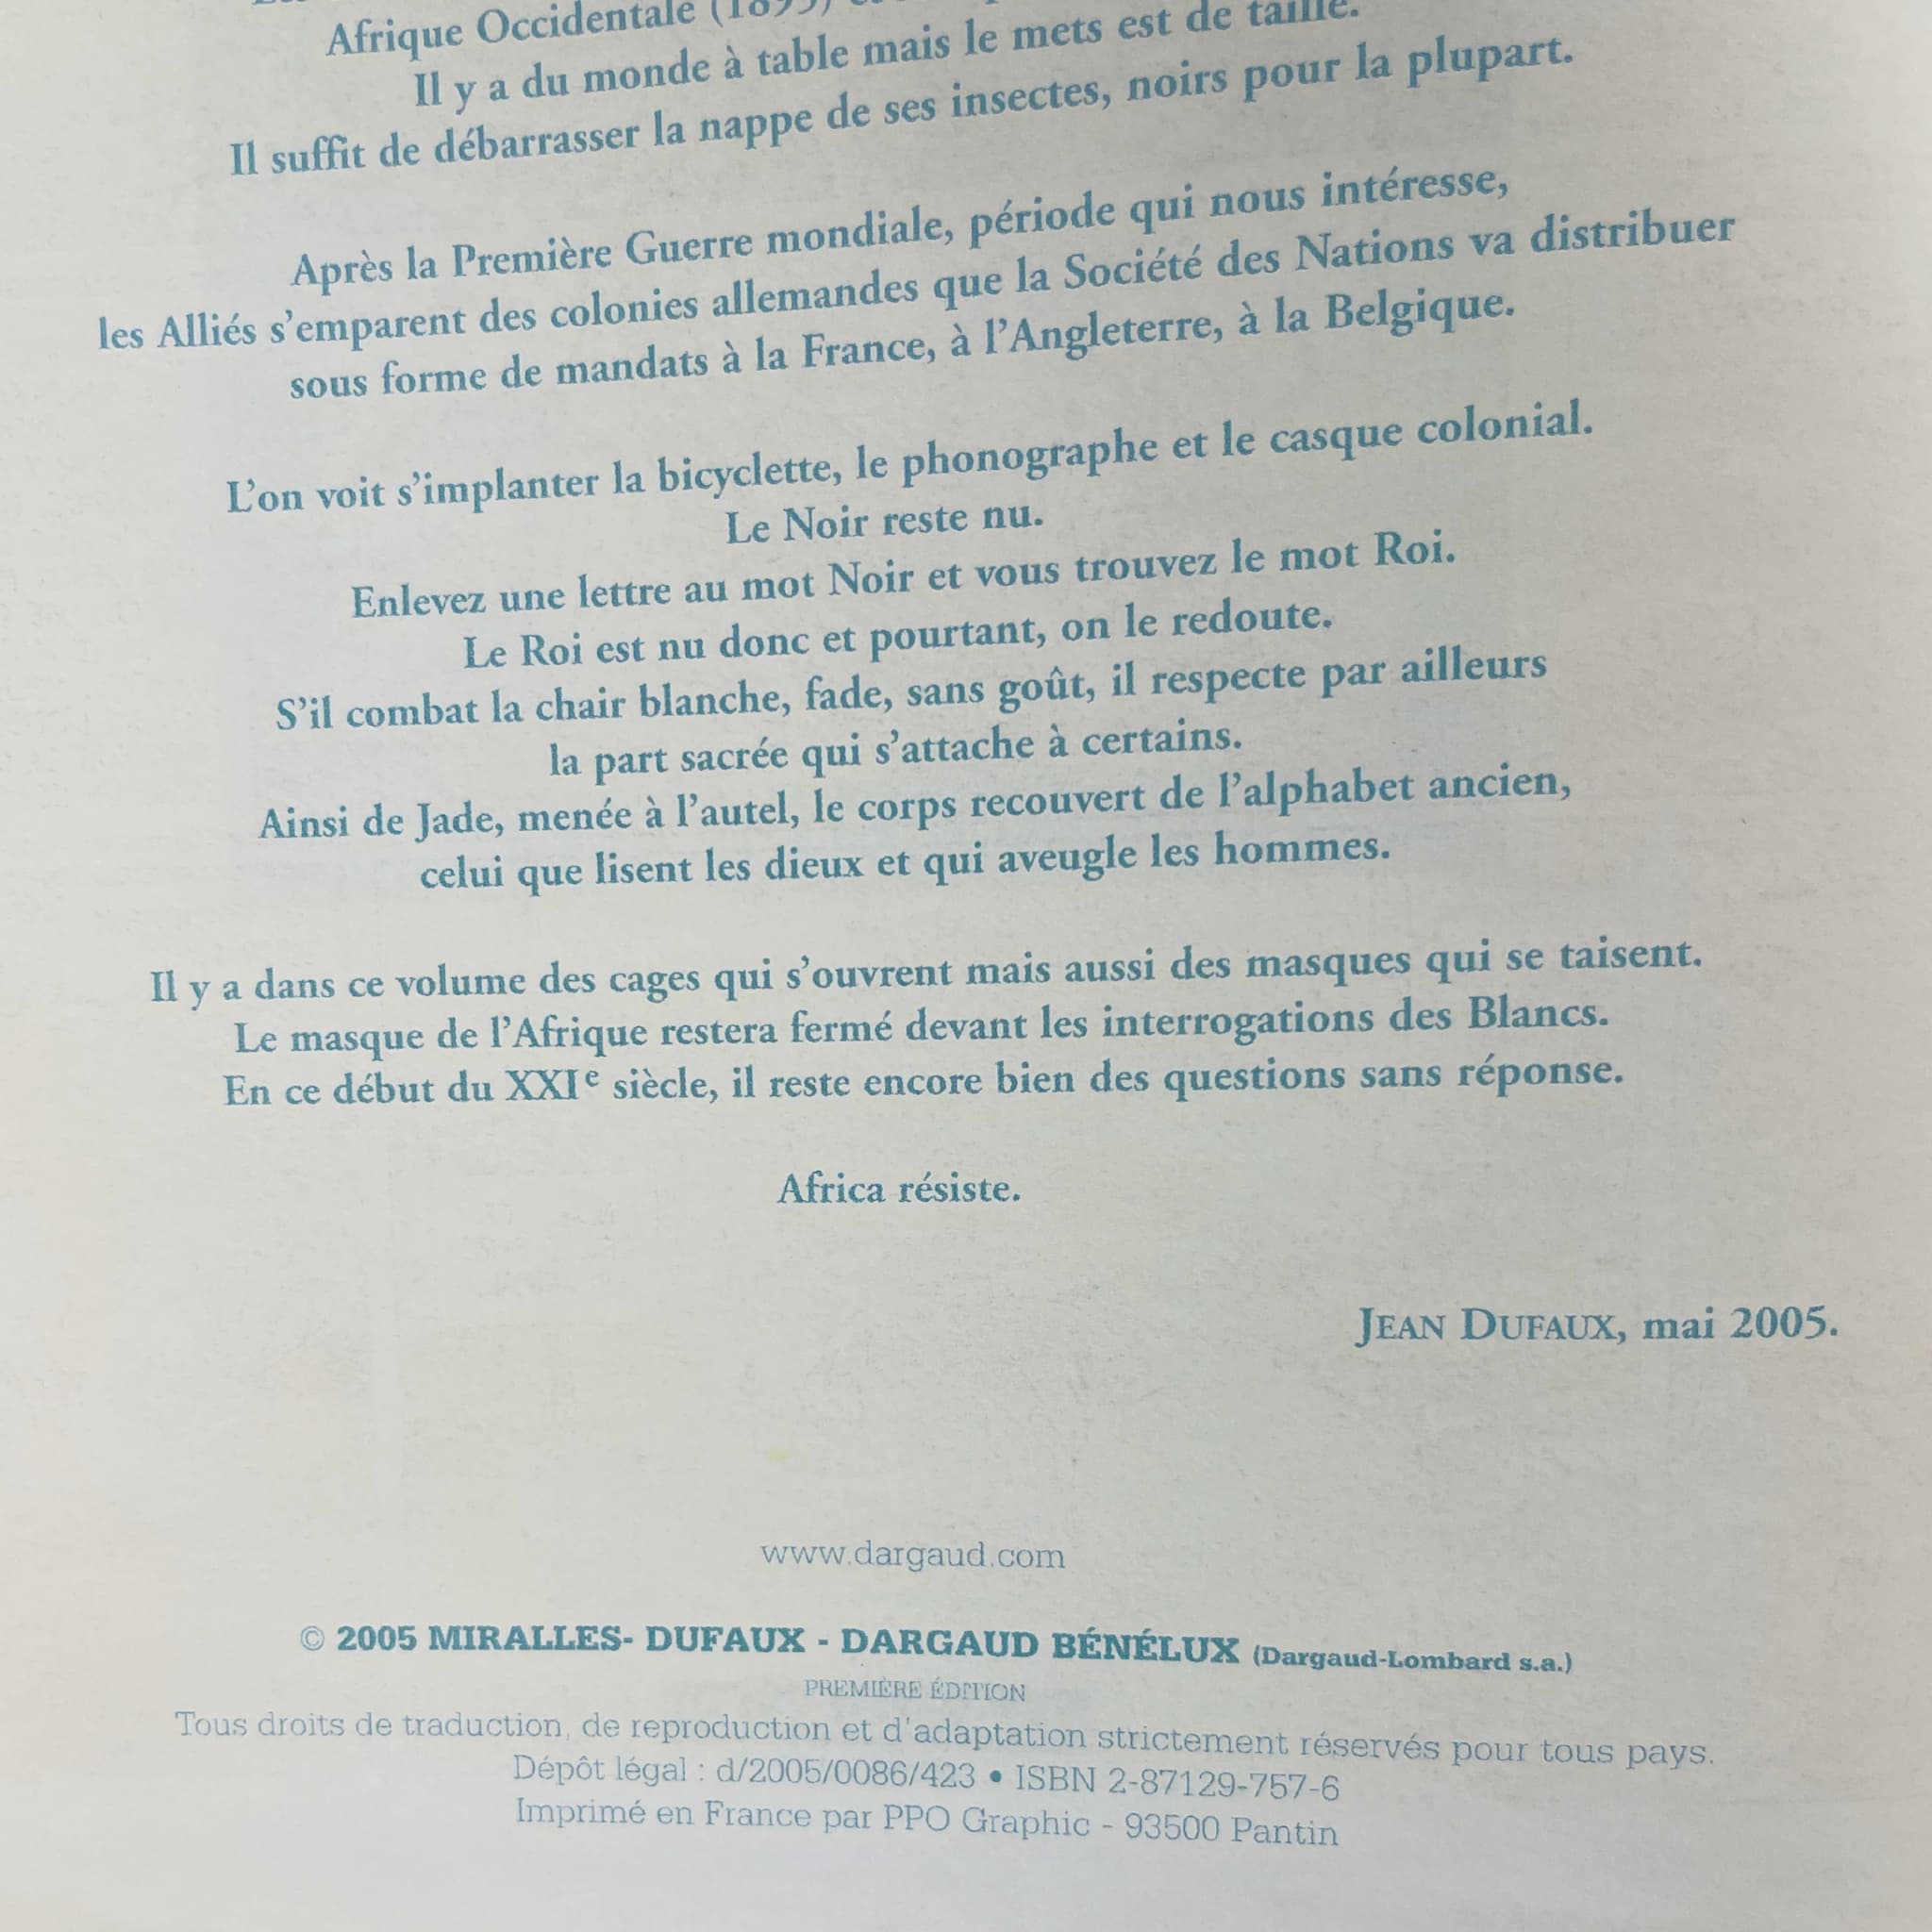 Afrique Occidentale
Il y a du monde à table mais le mets est de taille.
Il suffit de débarrasser la nappe de ses insectes, noirs pour la plupart.
Après la Première Guerre mondiale, période qui nous intéresse,
les Alliés s'emparent des colonies allemandes que la Société des Nations va distribuer
sous forme de mandats à la France, à l'Angleterre, à la Belgique.
L'on voit s'implanter la bicyclette, le phonographe et le casque colonial.
Le Noir reste nu.
Enlevez une lettre au mot Noir et vous trouvez le mot Roi.
Le Roi est nu donc et pourtant, on le redoute.
S'il combat la chair blanche, fade, sans goût, il respecte par ailleurs
la part sacrée qui s'attache à certains.
Ainsi de Jade, menée à l'autel, le corps recouvert de l'alphabet ancien,
celui que lisent les dieux et qui aveugle les hommes.
Il y a dans ce volume des cages qui s'ouvrent mais aussi des masques qui se taisent.
Le masque de l'Afrique restera fermé devant les interrogations des Blancs.
En ce début du XXIe siècle, il reste encore bien des questions sans réponse.
Africa résiste.
JEAN DUFAUX, mai 2005.
www.dargaud.com
© 2005 MIRALLES- DUFAUX - DARGAUD BÉNÉLUX (Dargaud-Lombard s.a.)
PREMIÈRE ÉDITION
Tous droits de traduction, de reproduction et d'adaptation strictement réservés pour tous pays.
Dépôt légal : d/2005/0086/423 • ISBN 2-87129-757-6
Imprimé en France par PPO Graphic - 93500 Pantin